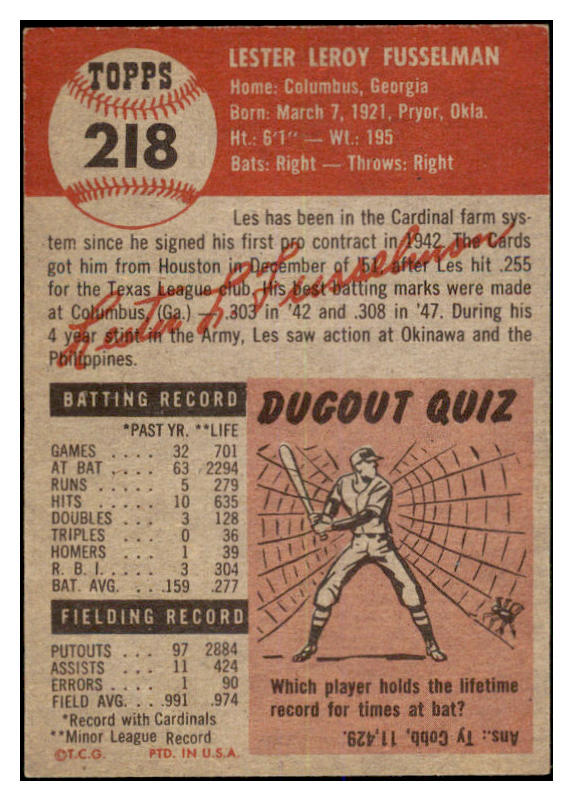 TOPPS
218
LESTER LEROY FUSSELMAN
Home: Columbus, Georgia
Born: March 7, 1921, Pryor, Okla.
Ht.: 6'1" — Wt.: 195
Bats: Right — Throws: Right
Les has been in the Cardinal farm sys-
tem since he signed his first pro contract in 1942. The Cards
got him from Houston in December of '51, after Les hit .255
for the Texas League club. His best batting marks were made
at Columbus, (Ga.) — .303 in '42 and .308 in '47. During his
4 year stint in the Army, Les saw action at Okinawa and the
Philippines.
Lester L. Fusselman
BATTING RECORD
*PAST YR. **LIFE
GAMES .... 32 701
AT BAT .... 63 2294
RUNS ..... 5 279
HITS ..... 10 635
DOUBLES .. 3 128
TRIPLES ... 0 36
HOMERS ... 1 39
R. B. I. .... 3 304
BAT. AVG. .. .159 .277
FIELDING RECORD
PUTOUTS ... 97 2884
ASSISTS ... 11 424
ERRORS .... 1 90
FIELD AVG. .. .991 .974
*Record with Cardinals
**Minor League Record
©T.C.G. PTD. IN U.S.A.
DUGOUT QUIZ
Which player holds the lifetime
record for times at bat?
Ans.: Ty Cobb, 11,429.